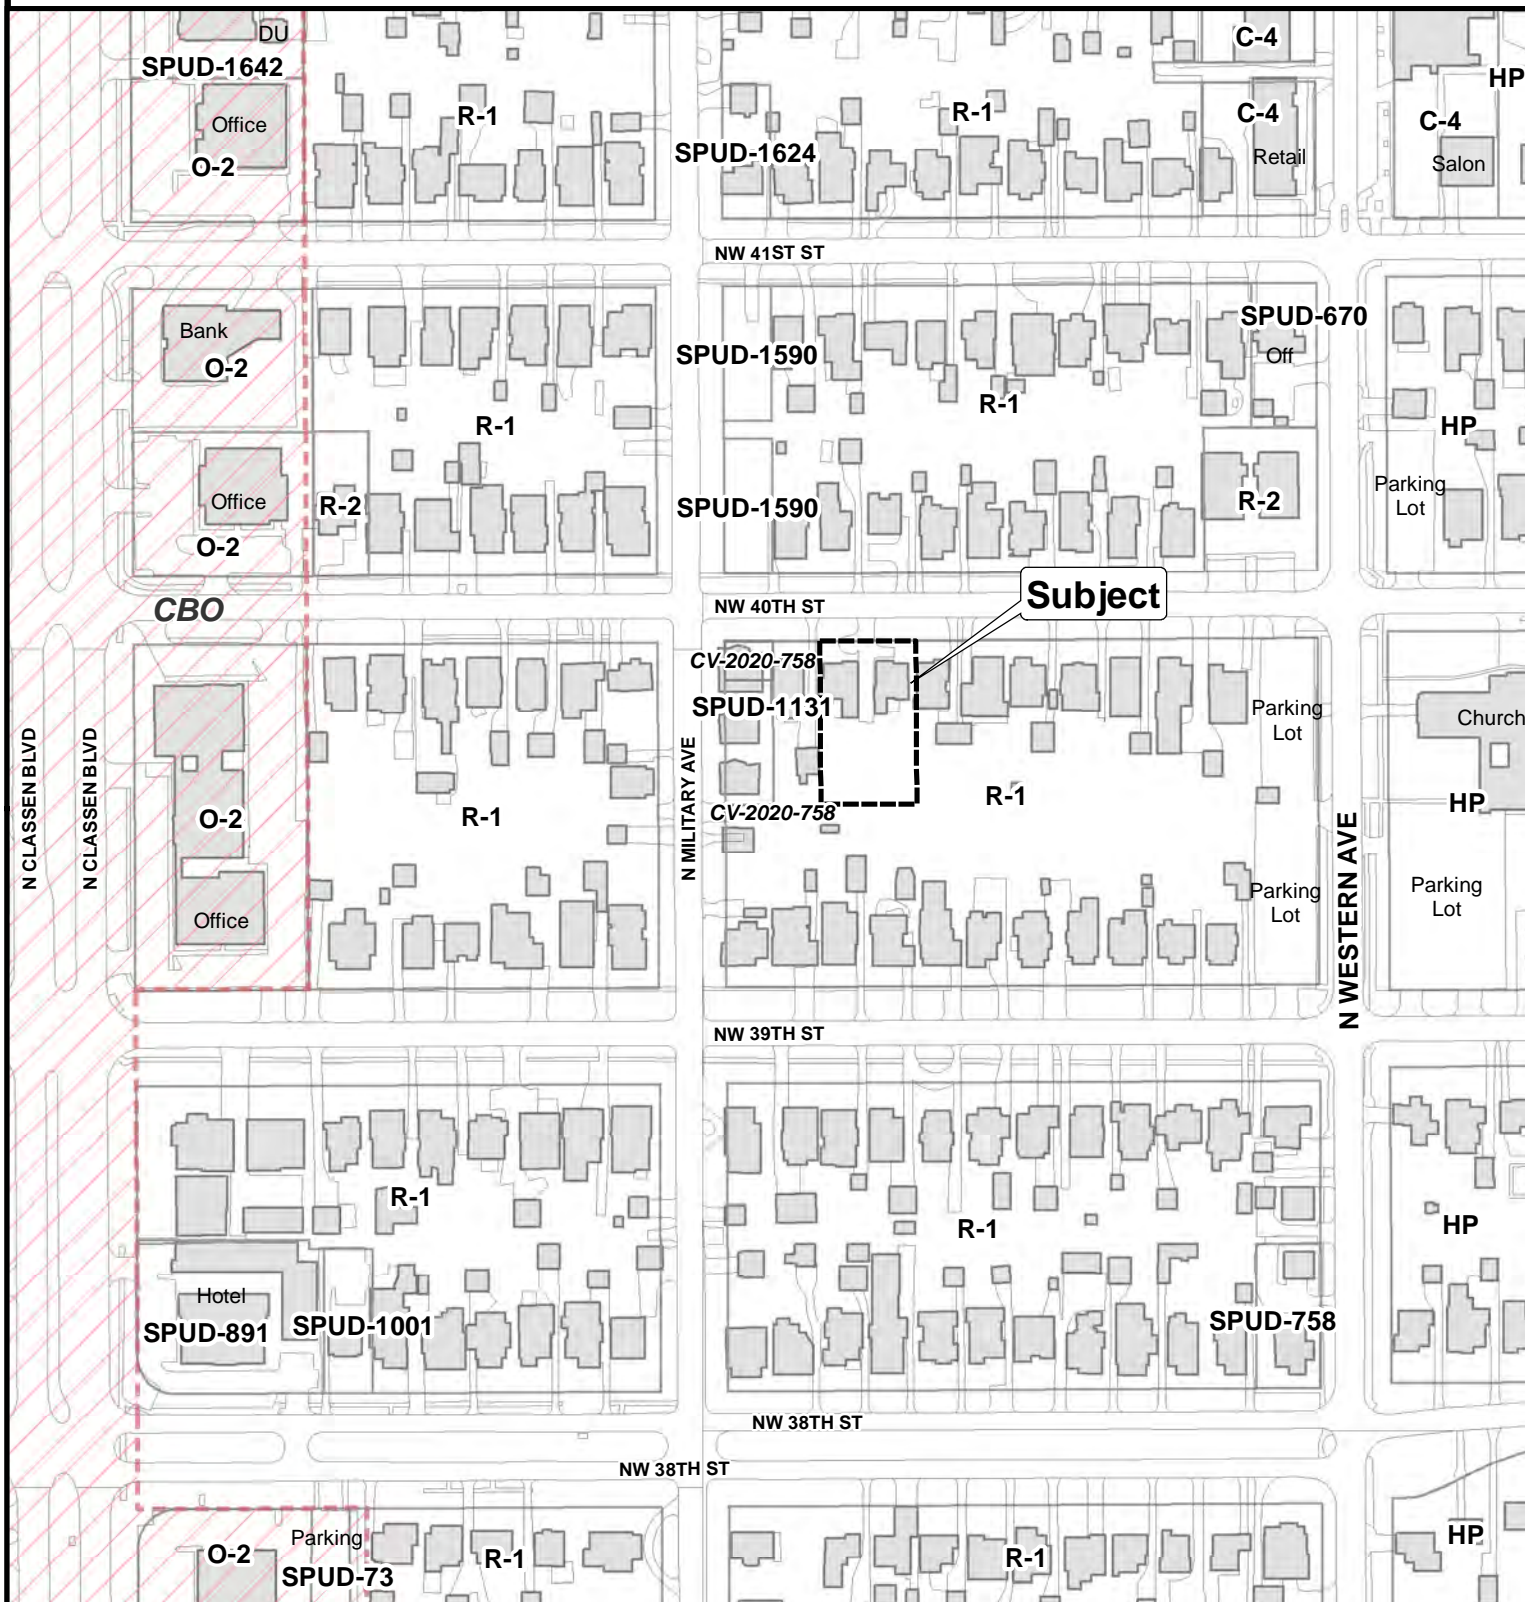 DU
C-4
SPUD-1642
HP
Office
R-1
R-1
C-4
C-4
SPUD-1624
Retail
Salon
O-2
NW 41ST ST
SPUD-670
Bank
SPUD-1590
Off
O-2
R-1
R-1
HP
Parking
Lot
Office
R-2
SPUD-1590
R-2
O-2
CBO
NW 40TH ST
Subject
CV-2020-758
SPUD-1131
Parking
Lot
Church
N CLASSEN BLVD
N CLASSEN BLVD
N MILITARY AVE
R-1
HP
O-2
R-1
CV-2020-758
N WESTERN AVE
Parking
Lot
Parking
Lot
Office
NW 39TH ST
R-1
R-1
HP
Hotel
SPUD-891
SPUD-1001
SPUD-758
NW 38TH ST
NW 38TH ST
Parking
O-2
R-1
R-1
HP
SPUD-73